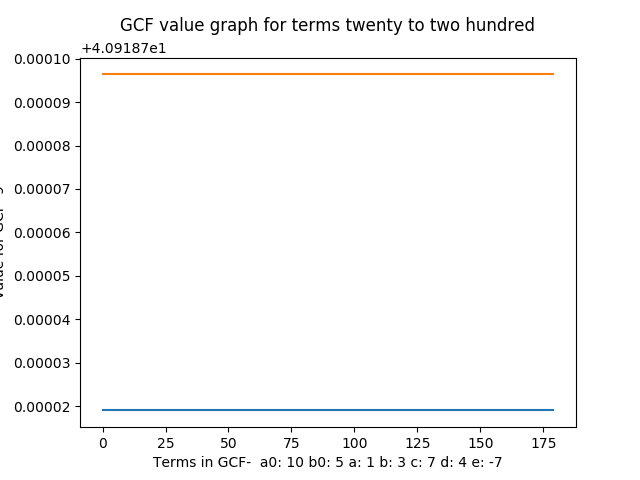 GCF value graph for terms twenty to two hundred
+4.09187e1
0.00010
0.00009
0.00008
0.00007
0.00006
0.00005
0.00004
0.00003
0.00002
0 25 50 75 100 125 150 175
Terms in GCF-  a0: 10 b0: 5 a: 1 b: 3 c: 7 d: 4 e: -7